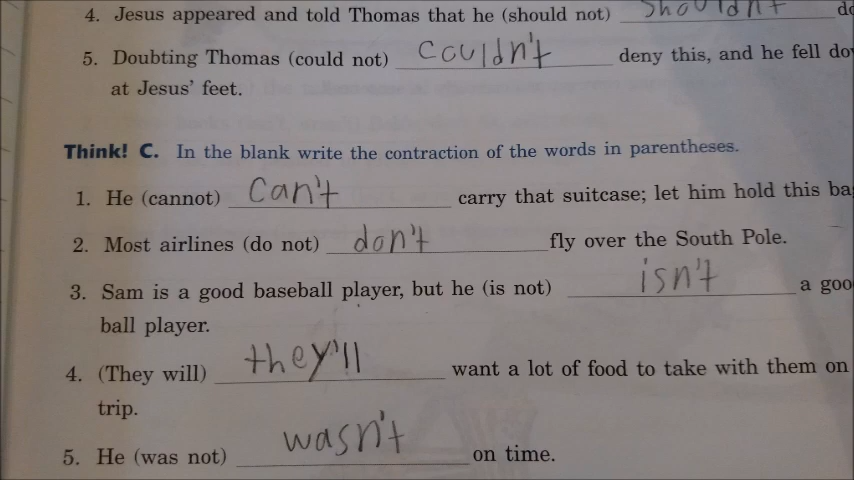 4. Jesus appeared and told Thomas that he (should not) shouldn't
5. Doubting Thomas (could not) couldn't deny this, and he fell
at Jesus' feet.
Think! C. In the blank write the contraction of the words in parentheses.
1. He (cannot) can't carry that suitcase; let him hold this
2. Most airlines (do not) don't fly over the South Pole.
3. Sam is a good baseball player, but he (is not) isn't a
ball player.
4. (They will) they'll want a lot of food to take with them on
trip.
5. He (was not) wasn't on time.